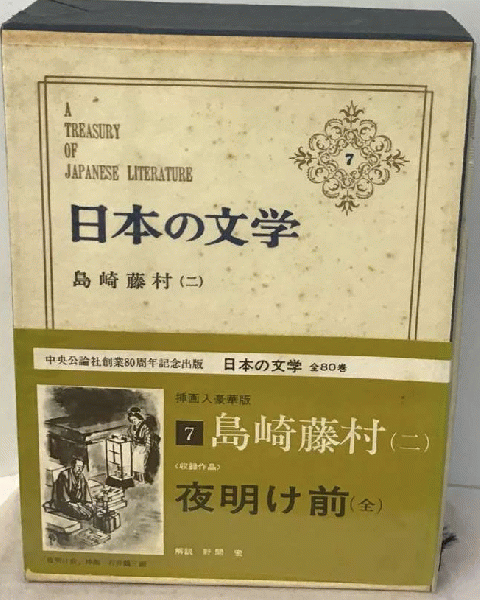 A
TREASURY
OF
JAPANESE LITERATURE
7
日本の文学
島崎藤村(二)
中央公論社創業80周年記念出版 日本の文学 全80巻
挿画入豪華版
7 島崎藤村(二)
〈収録作品〉
夜明け前(全)
解説